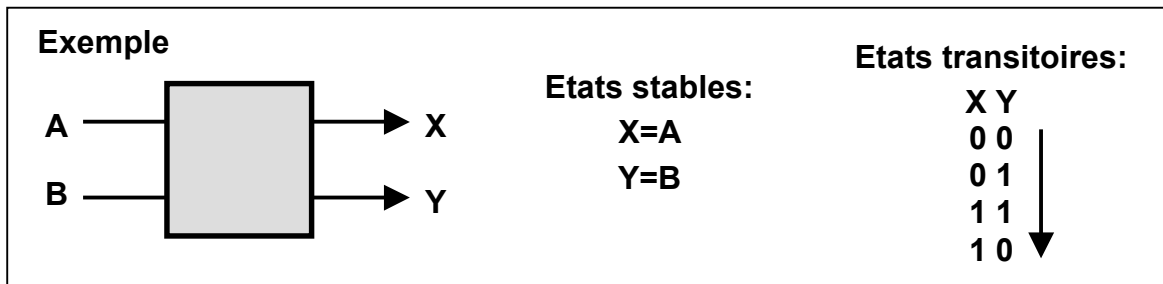 Exemple
A
B
X
Y
Etats stables:
X=A
Y=B
Etats transitoires:
X Y
0 0
0 1
1 1
1 0